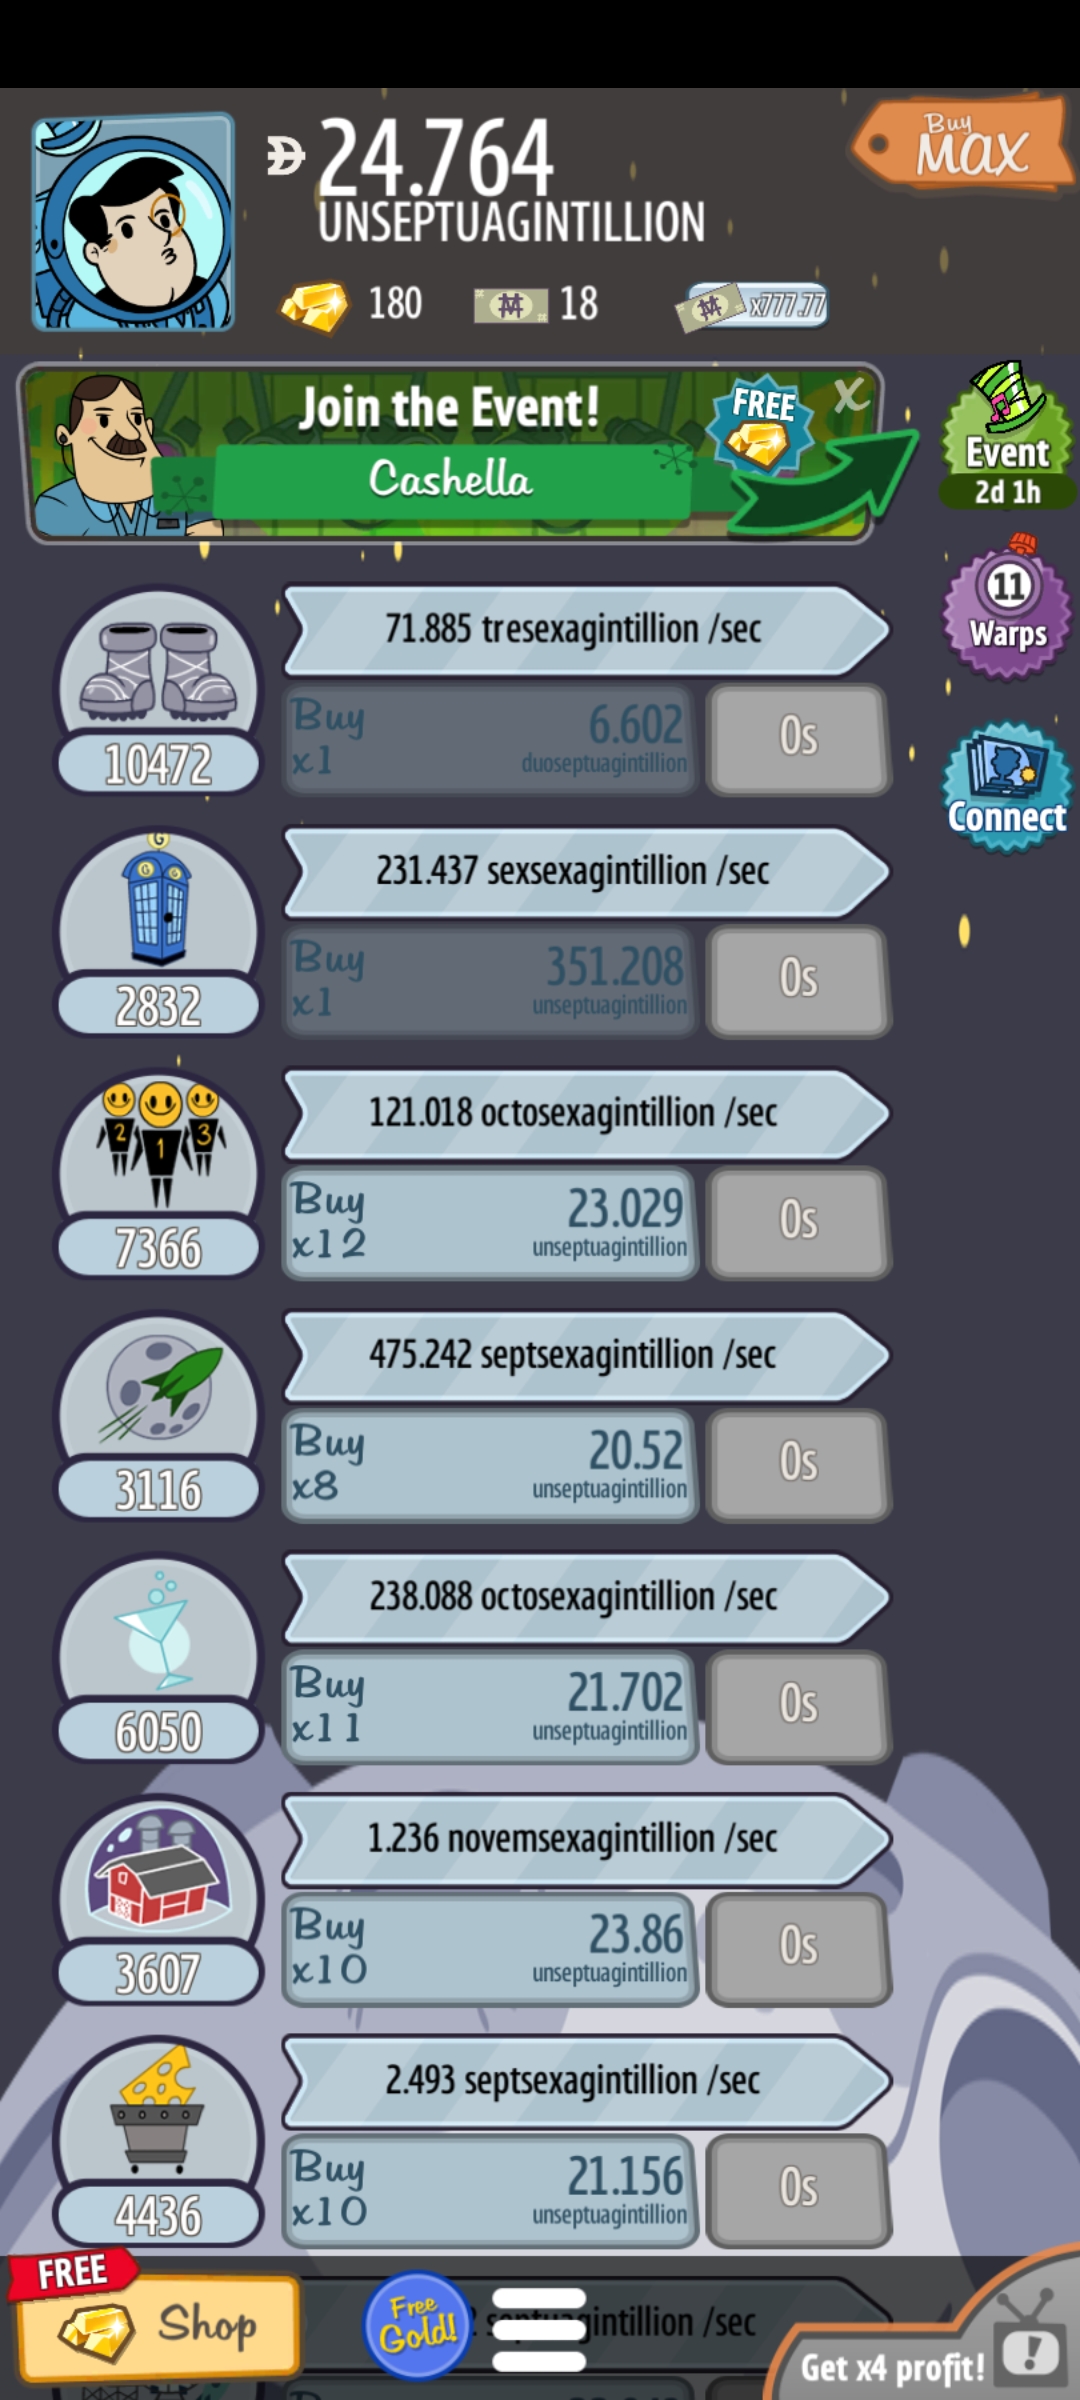 Buy
MAX
24.764
UNSEPTUAGINTILLION
180
18
x777.77
Join the Event!
Cashella
FREE
X
Event
2d 1h
11
Warps
Connect
71.885 tresexagintillion /sec
10472
Buy
x1
6.602
duoseptuagintillion
0s
G
G G
231.437 sexsexagintillion /sec
2832
Buy
x1
351.208
unseptuagintillion
0s
2 1 3
121.018 octosexagintillion /sec
7366
Buy
x12
23.029
unseptuagintillion
0s
475.242 septsexagintillion /sec
3116
Buy
x8
20.52
unseptuagintillion
0s
238.088 octosexagintillion /sec
6050
Buy
x11
21.702
unseptuagintillion
0s
1.236 novemsexagintillion /sec
3607
Buy
x10
23.86
unseptuagintillion
0s
2.493 septsexagintillion /sec
4436
Buy
x10
21.156
unseptuagintillion
0s
FREE
Shop
Free
Gold!
2 septuagintillion /sec
Get x4 profit!
!